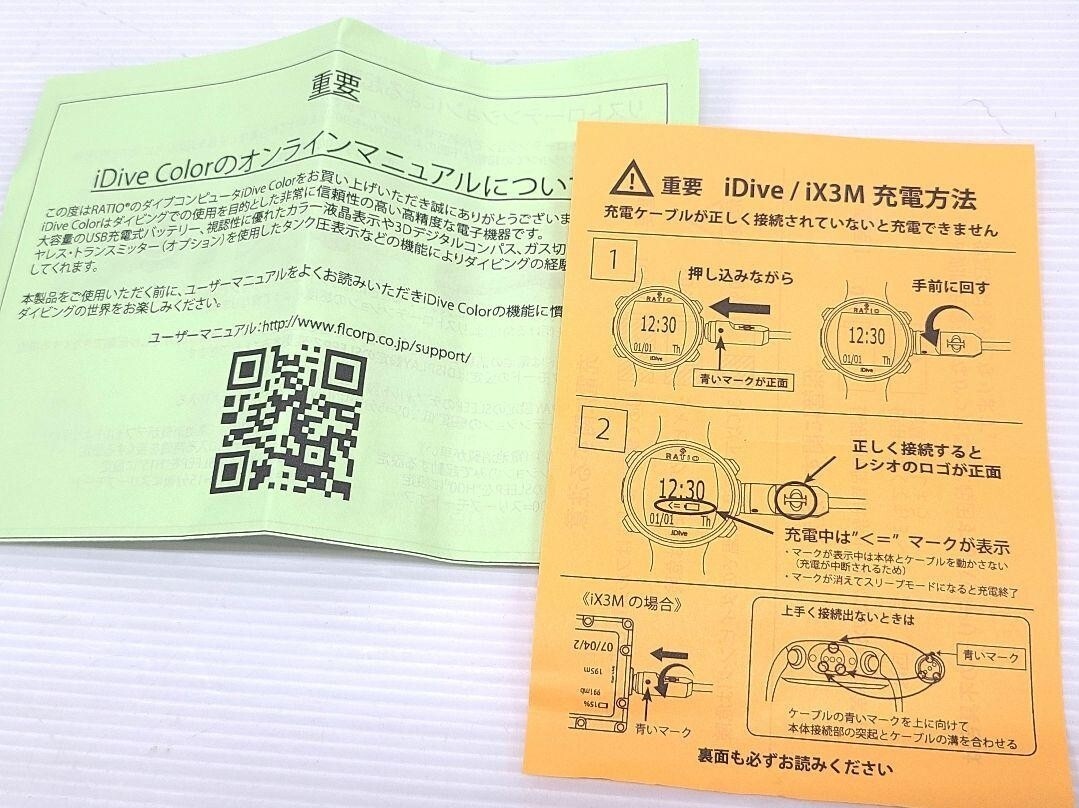 重要
iDive Colorのオンラインマニュアルについ
この度はRATIO®のダイブコンピュータiDive Colorをお買い上げいただき誠にありがとうございま
iDive Colorはダイビングでの使用を目的とした非常に信頼性の高い高精度な電子機器です。
大容量のUSB充電式バッテリー、視認性に優れたカラー液晶表示や3Dデジタルコンパス、ガス切
ヤレス・トランスミッター（オプション）を使用したタンク圧表示などの機能によりダイビングの経験
してくれます。
本製品をご使用いただく前に、ユーザーマニュアルをよくお読みいただきiDive Colorの機能に慣
ダイビングの世界をお楽しみください。
ユーザーマニュアル：http://www.flcorp.co.jp/support/
重要 iDive / iX3M 充電方法
充電ケーブルが正しく接続されていないと充電できません
1
押し込みながら
手前に回す
RATIO
12:30
01/01 Th
iDive
青いマークが正面
RATIO
12:30
01/01 Th
iDive
2
正しく接続すると
レシオのロゴが正面
RATIO
12:30
<=
01/01 Th
iDive
充電中は"<=" マークが表示
・マークが表示中は本体とケーブルを動かさない
（充電が中断されるため）
・マークが消えてスリープモードになると充電終了
《iX3M の場合》
07/04/2
195m
991mb
15%
青いマーク
上手く接続出ないときは
青いマーク
ケーブルの青いマークを上に向けて
本体接続部の突起とケーブルの溝を合わせる
裏面も必ずお読みください